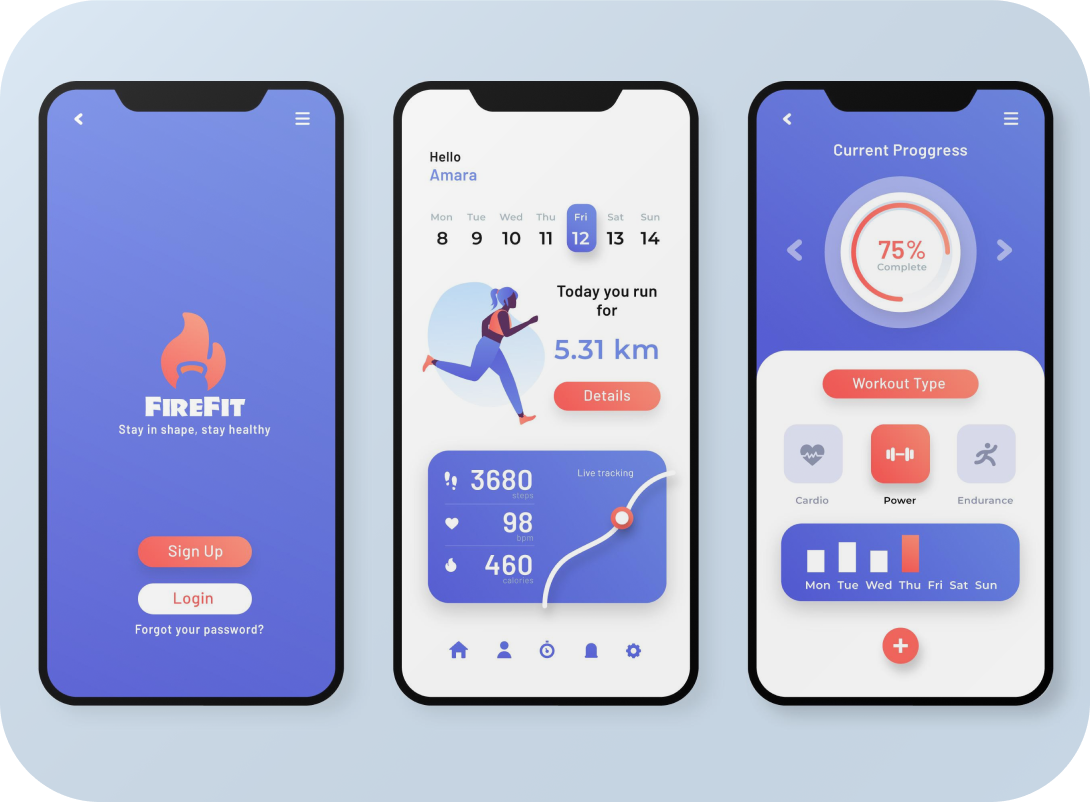 FIREFIT
Stay in shape, stay healthy
Sign Up
Login
Forgot your password?
Hello
Amara
Mon Tue Wed Thu Fri Sat Sun
8 9 10 11 12 13 14
Today you run
for
5.31 km
Details
Live tracking
3680
steps
98
bpm
460
calories
Current Proggress
75%
Complete
Workout Type
Cardio Power Endurance
Mon Tue Wed Thu Fri Sat Sun